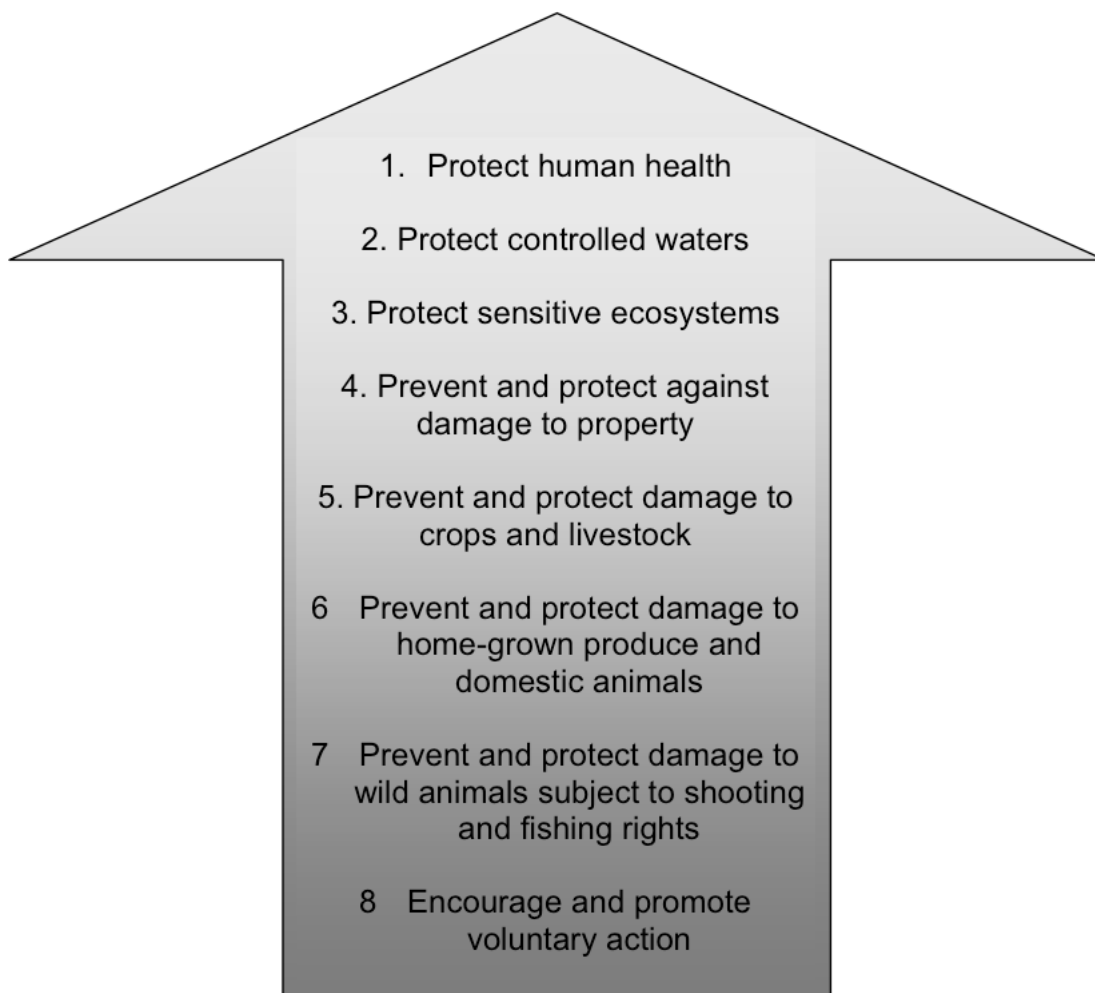 1. Protect human health
2. Protect controlled waters
3. Protect sensitive ecosystems
4. Prevent and protect against
damage to property
5. Prevent and protect damage to
crops and livestock
6 Prevent and protect damage to
home-grown produce and
domestic animals
7 Prevent and protect damage to
wild animals subject to shooting
and fishing rights
8 Encourage and promote
voluntary action